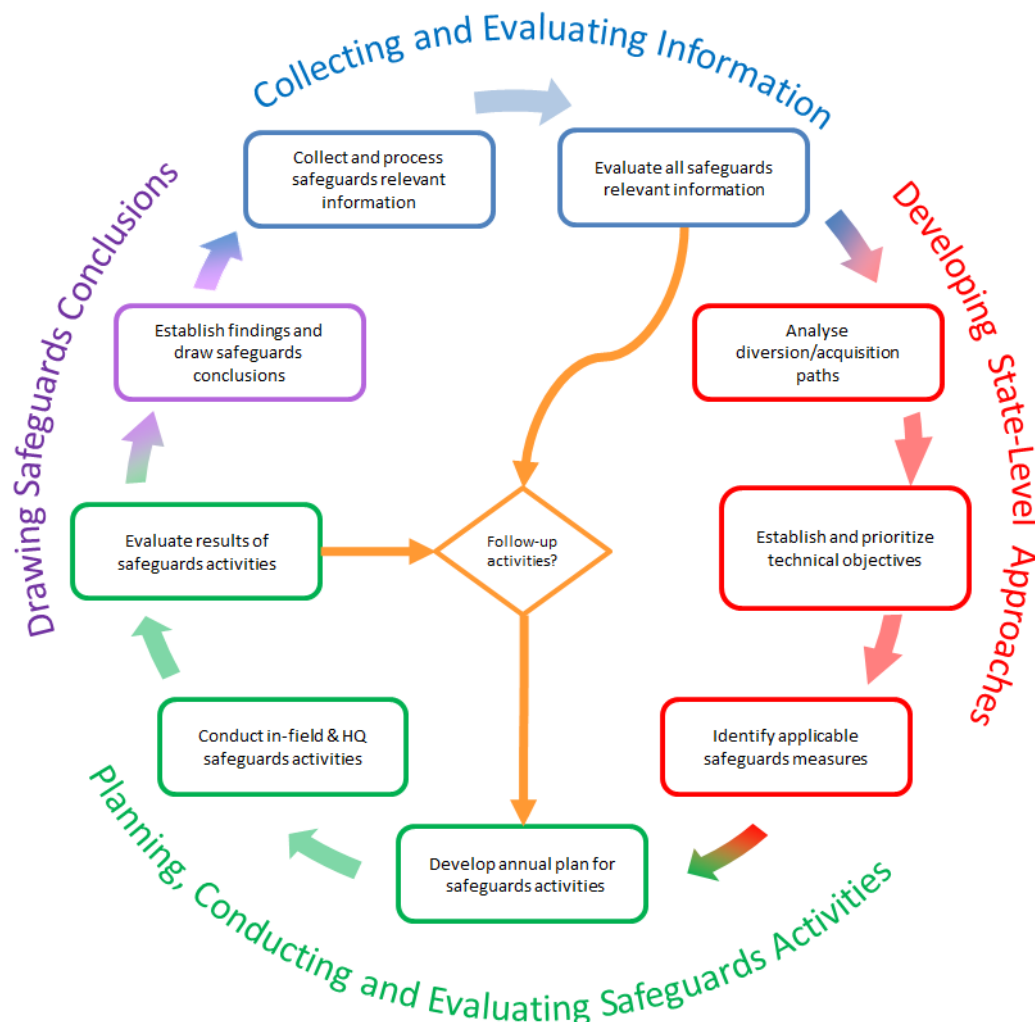 Collecting and Evaluating Information
Collect and process
safeguards relevant
information
Evaluate all safeguards
relevant information
Developing State-Level Approaches
Analyse
diversion/acquisition
paths
Establish and prioritize
technical objectives
Identify applicable
safeguards measures
Planning, Conducting and Evaluating Safeguards Activities
Develop annual plan for
safeguards activities
Conduct in-field & HQ
safeguards activities
Evaluate results of
safeguards activities
Drawing Safeguards Conclusions
Establish findings and
draw safeguards
conclusions
Follow-up
activities?